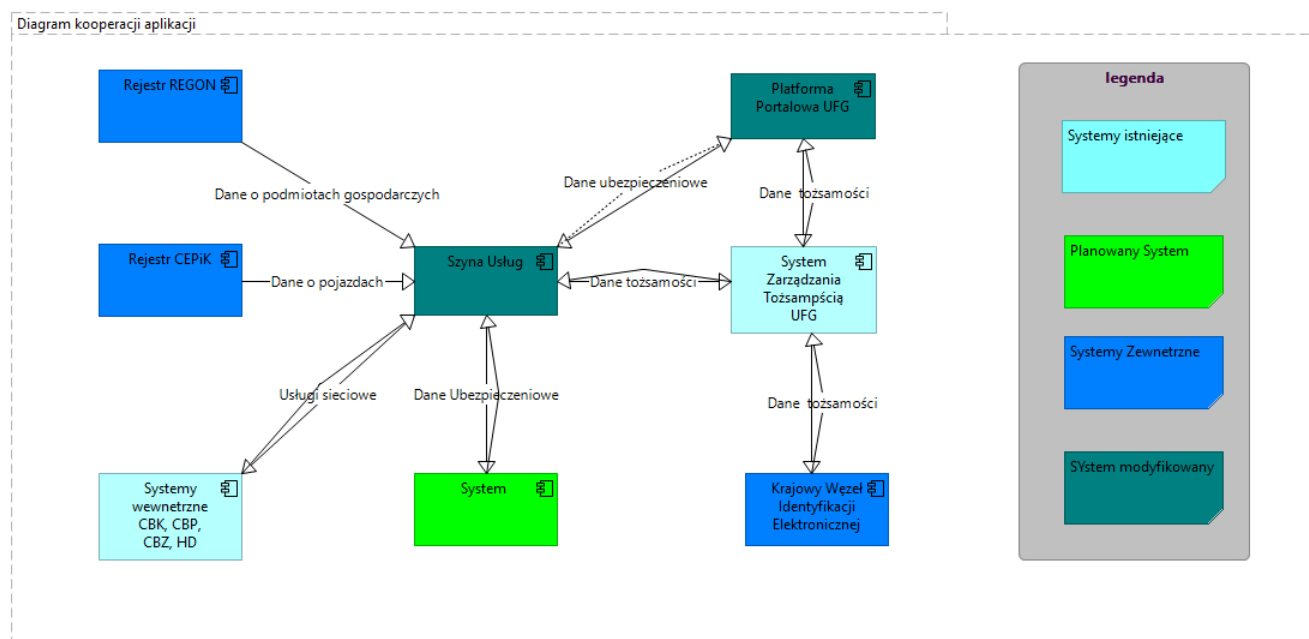 Diagram kooperacji aplikacji
Rejestr REGON
Platforma
Portalowa UFG
legenda
Systemy istniejące
Dane ubezpieczeniowe
Dane o podmiotach gospodarczych
Dane tożsamości
Rejestr CEPiK
Szyna Usług
System
Zarządzania
Tożsampścią
UFG
Planowany System
Dane o pojazdach
Dane tożsamości
Systemy Zewnetrzne
Usługi sieciowe
Dane Ubezpieczeniowe
Dane tożsamości
SYstem modyfikowany
Systemy
wewnetrzne
CBK, CBP,
CBZ, HD
System
Krajowy Węzeł
Identyfikacji
Elektronicznej